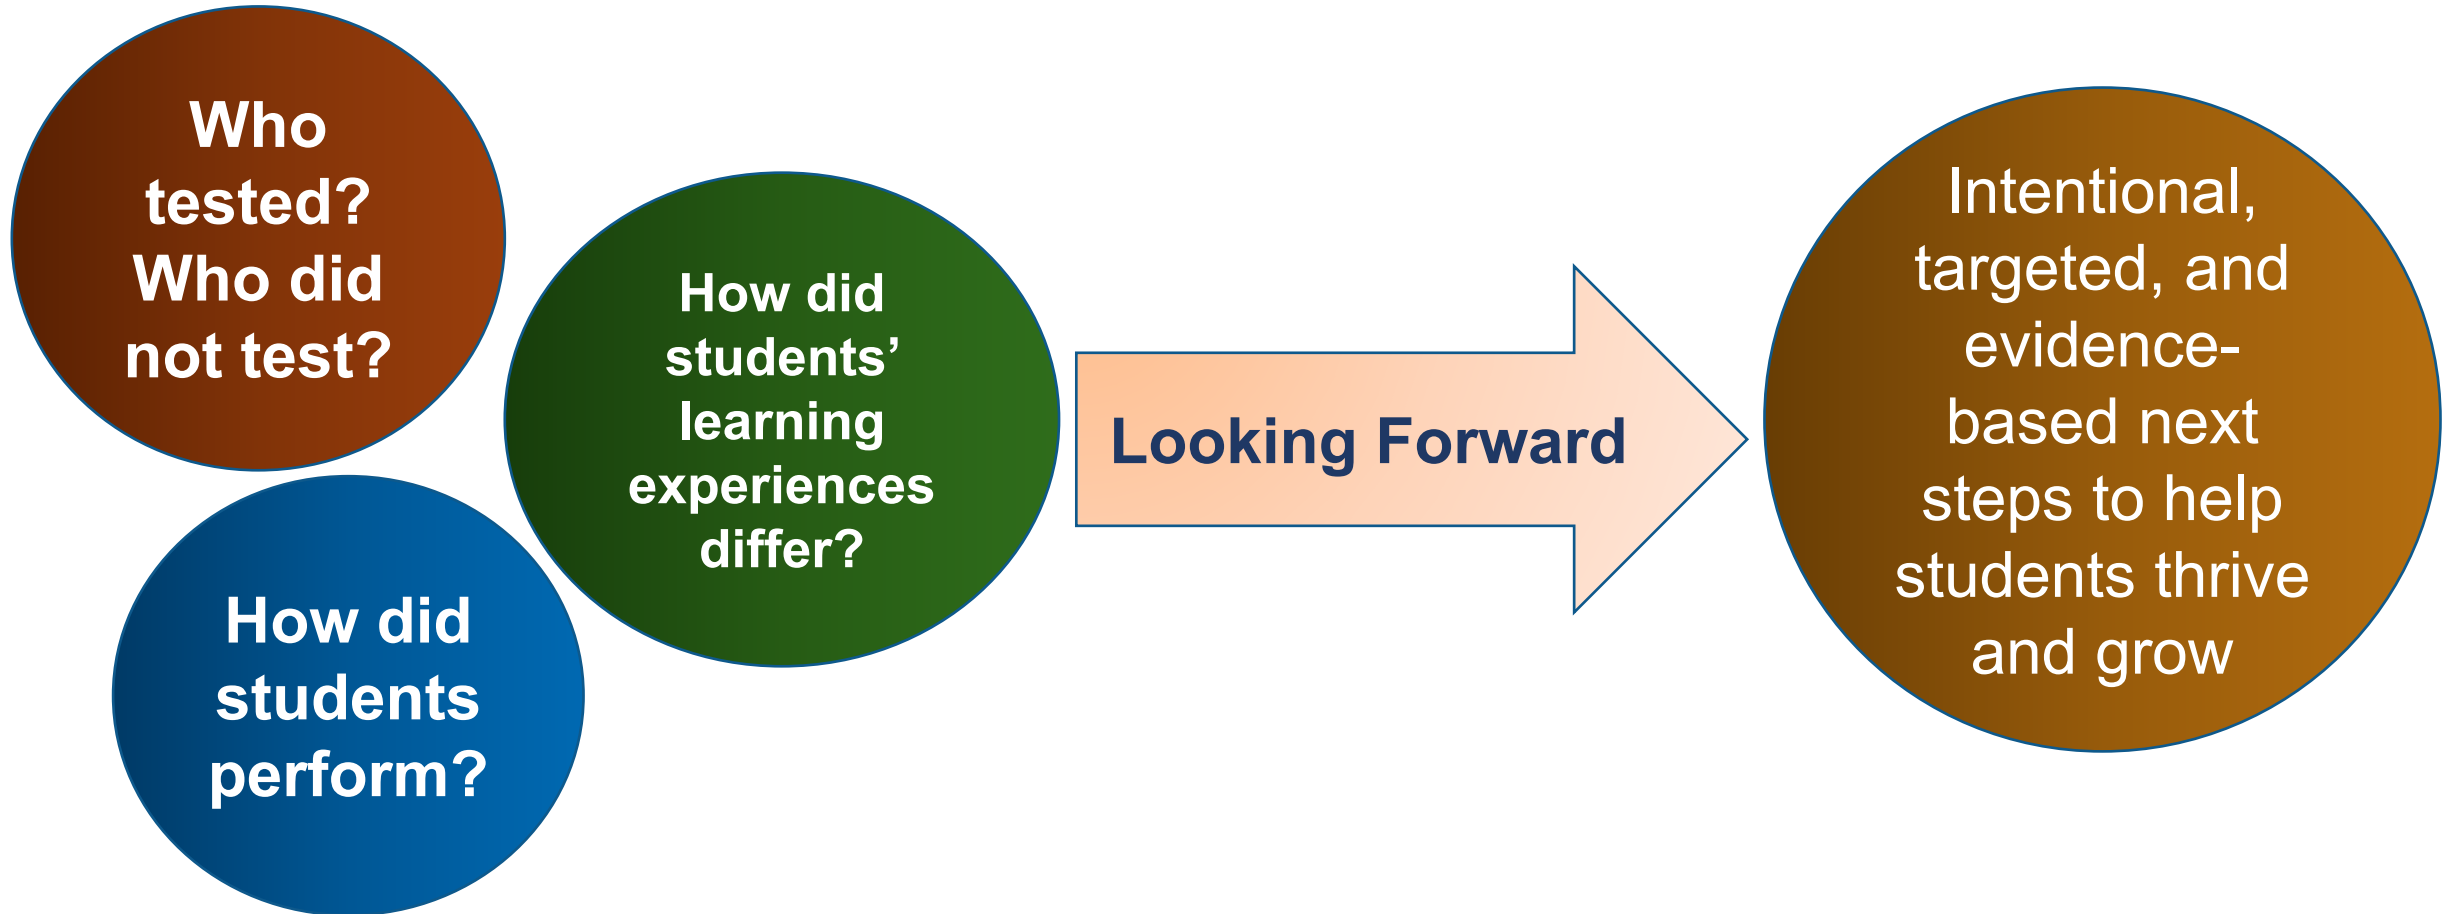 Who
tested?
Who did
not test?
How did
students
perform?
How did
students’
learning
experiences
differ?
Looking Forward
Intentional,
targeted, and
evidence-
based next
steps to help
students thrive
and grow